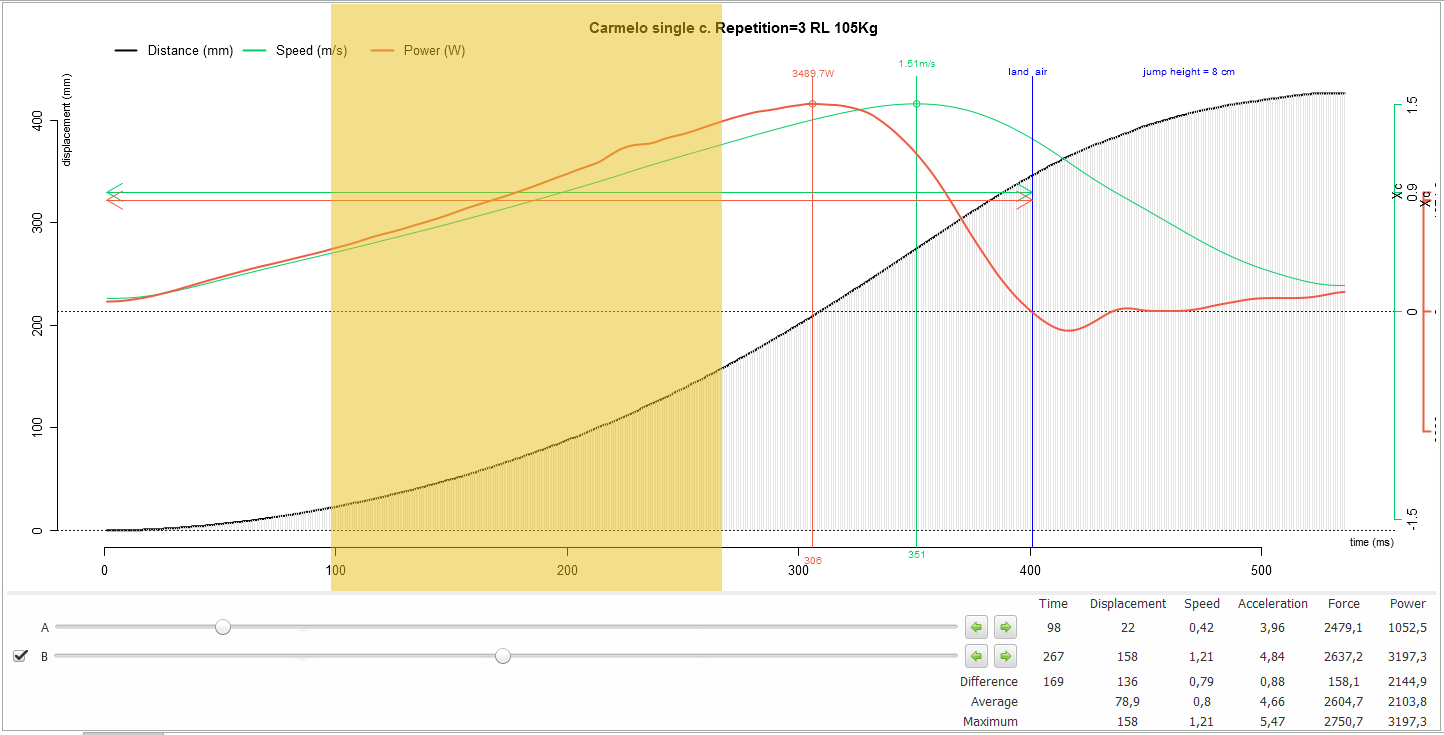 Carmelo single c. Repetition=3 RL 105Kg
Distance (mm) Speed (m/s) Power (W)
3489.7W 1.51m/s land air jump height = 8 cm
displacement (mm)
400
300
200
100
0
1.5
0.9
0
-1.5
time (ms)
306 351
0 100 200 300 400 500
Time Displacement Speed Acceleration Force Power
A 98 22 0,42 3,96 2479,1 1052,5
B 267 158 1,21 4,84 2637,2 3197,3
Difference 169 136 0,79 0,88 158,1 2144,9
Average 78,9 0,8 4,66 2604,7 2103,8
Maximum 158 1,21 5,47 2750,7 3197,3